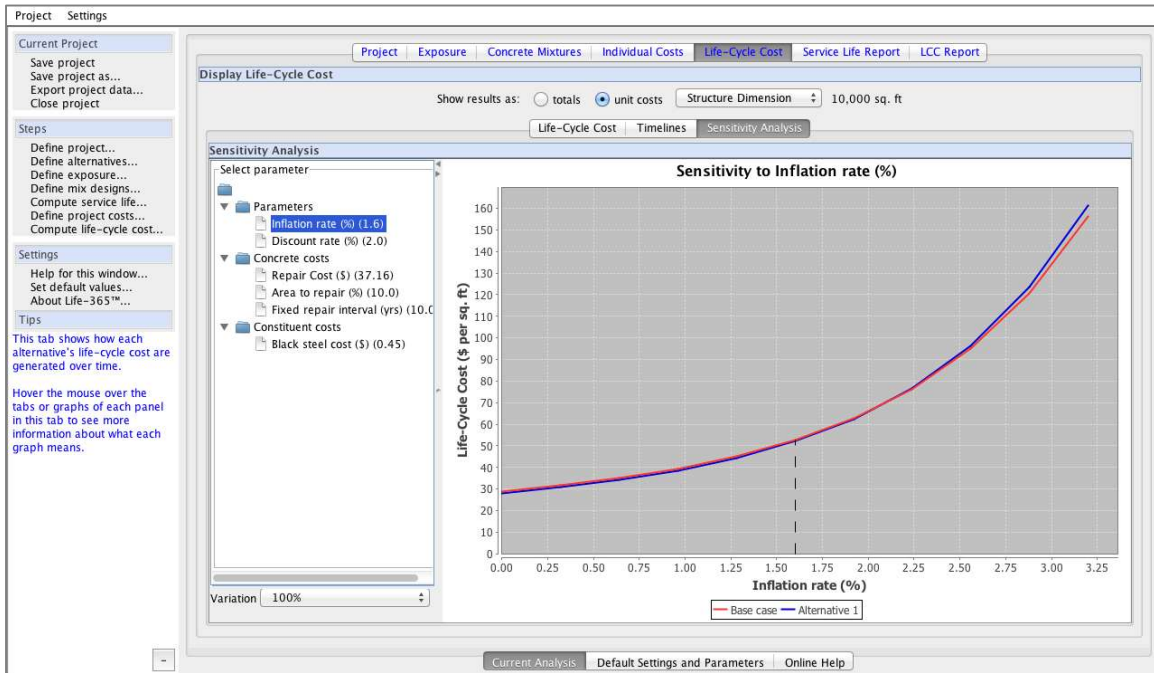 Project Settings
Current Project
Save project
Save project as...
Export project data...
Close project
Steps
Define project...
Define alternatives...
Define exposure...
Define mix designs...
Compute service life...
Define project costs...
Compute life-cycle cost...
Settings
Help for this window...
Set default values...
About Life-365™...
Tips
This tab shows how each
alternative's life-cycle cost are
generated over time.
Hover the mouse over the
tabs or graphs of each panel
in this tab to see more
information about what each
graph means.
-
Project Exposure Concrete Mixtures Individual Costs Life-Cycle Cost Service Life Report LCC Report
Display Life-Cycle Cost
Show results as: totals unit costs Structure Dimension 10,000 sq. ft
Life-Cycle Cost Timelines Sensitivity Analysis
Sensitivity Analysis
Select parameter
Parameters
Inflation rate (%) (1.6)
Discount rate (%) (2.0)
Concrete costs
Repair Cost ($) (37.16)
Area to repair (%) (10.0)
Fixed repair interval (yrs) (10.0
Constituent costs
Black steel cost ($) (0.45)
Variation 100%
Sensitivity to Inflation rate (%)
Life-Cycle Cost ($ per sq. ft)
160
150
140
130
120
110
100
90
80
70
60
50
40
30
20
10
0
0.00 0.25 0.50 0.75 1.00 1.25 1.50 1.75 2.00 2.25 2.50 2.75 3.00 3.25
Inflation rate (%)
Base case Alternative 1
Current Analysis Default Settings and Parameters Online Help